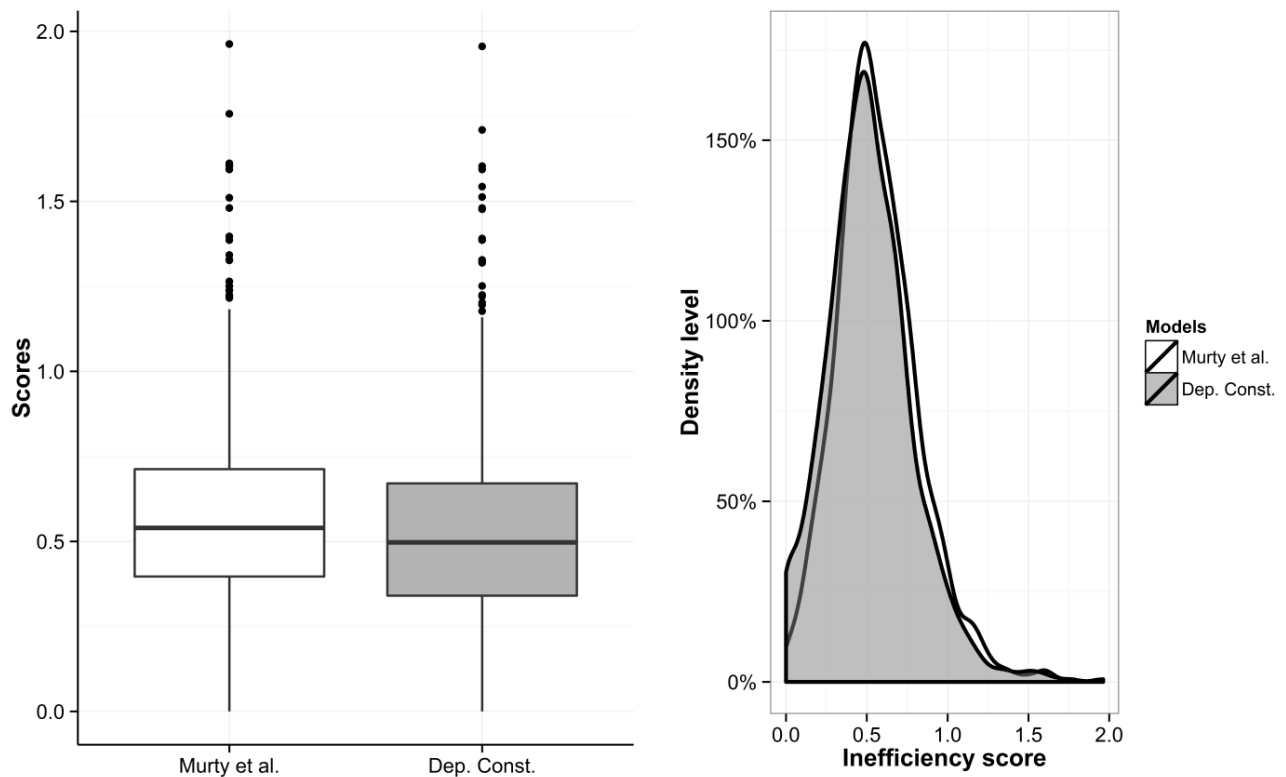 2.0
1.5
1.0
0.5
0.0
Scores
Murty et al.
Dep. Const.
150%
100%
50%
0%
Density level
0.0
0.5
1.0
1.5
2.0
Inefficiency score
Models
Murty et al.
Dep. Const.